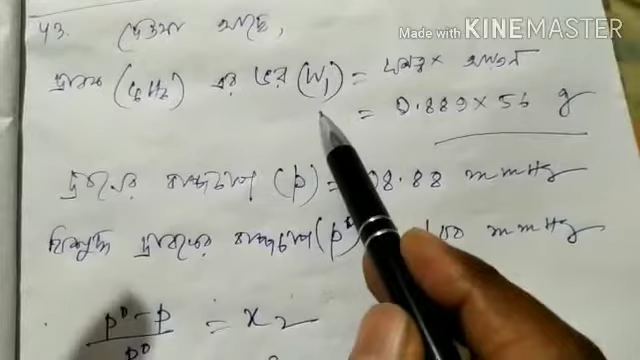 Made with KINEMASTER
43. দেওয়া আছে,
দ্রাবক এর ভর (W₁) = ঘনত্ব × আয়তন
= 0.889 × 56 g
দ্রবণের বাষ্পচাপ (p) = 98.88 mmHg
বিশুদ্ধ দ্রাবকের বাষ্পচাপ (p⁰) 100 mmHg
p⁰-p / p⁰ = x₂